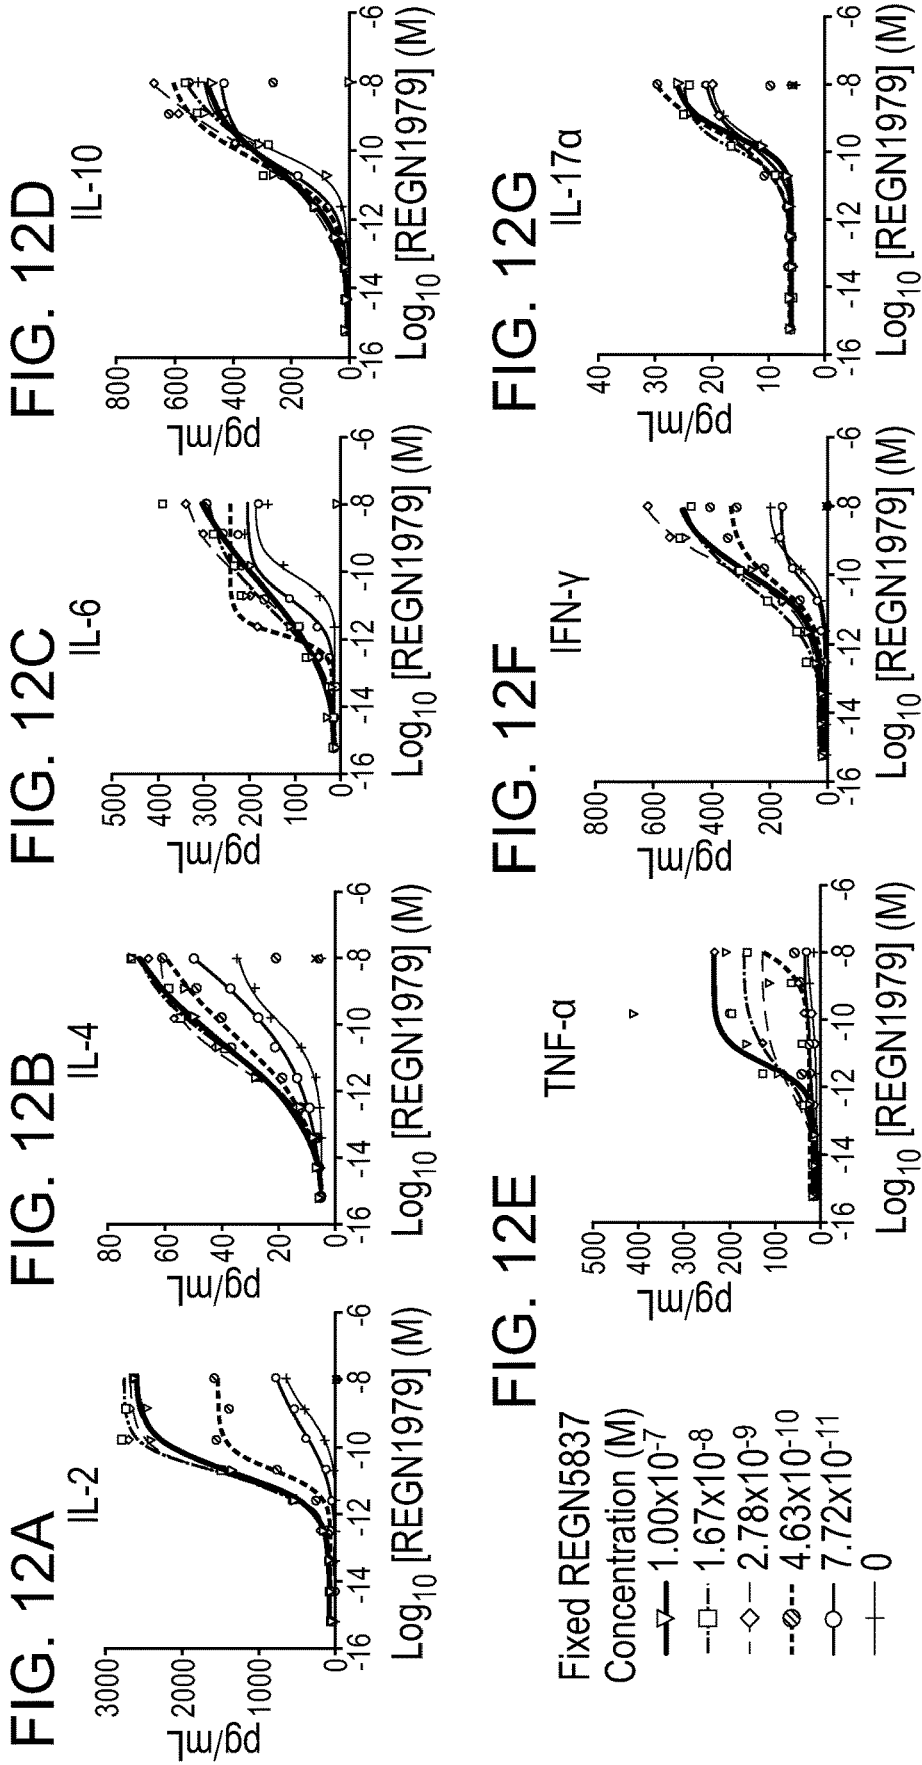 FIG. 12A
IL-2
pg/mL
3000
2000
1000
0
-16 -14 -12 -10 -8 -6
Log10 [REGN1979] (M)
FIG. 12B
IL-4
pg/mL
80
60
40
20
0
-16 -14 -12 -10 -8 -6
Log10 [REGN1979] (M)
FIG. 12C
IL-6
pg/mL
500
400
300
200
100
0
-16 -14 -12 -10 -8 -6
Log10 [REGN1979] (M)
FIG. 12D
IL-10
pg/mL
800
600
400
200
0
-16 -14 -12 -10 -8 -6
Log10 [REGN1979] (M)
Fixed REGN5837
Concentration (M)
1.00x10-7
1.67x10-8
2.78x10-9
4.63x10-10
7.72x10-11
0
FIG. 12E
TNF-α
pg/mL
500
400
300
200
100
0
-16 -14 -12 -10 -8 -6
Log10 [REGN1979] (M)
FIG. 12F
IFN-γ
pg/mL
800
600
400
200
0
-16 -14 -12 -10 -8 -6
Log10 [REGN1979] (M)
FIG. 12G
IL-17α
pg/mL
40
30
20
10
0
-16 -14 -12 -10 -8 -6
Log10 [REGN1979] (M)